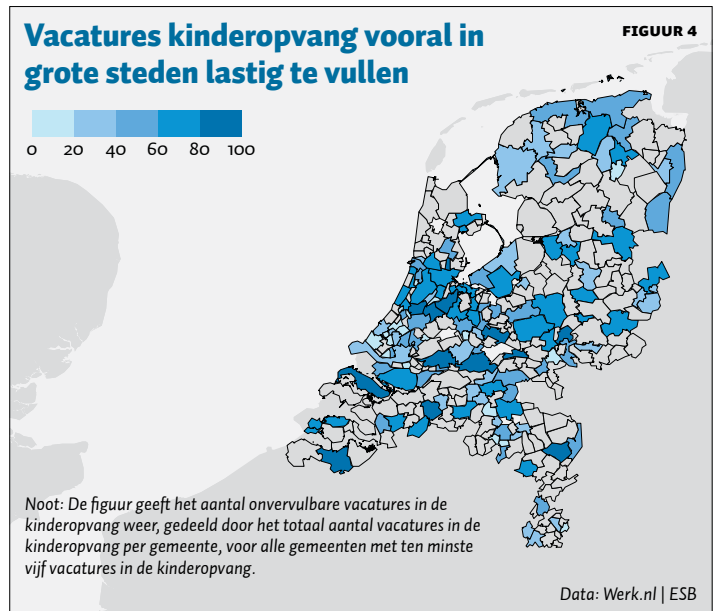 Vacatures kinderopvang vooral in
grote steden lastig te vullen
FIGUUR 4
0 20 40 60 80 100
Noot: De figuur geeft het aantal onvervulbare vacatures in de
kinderopvang weer, gedeeld door het totaal aantal vacatures in de
kinderopvang per gemeente, voor alle gemeenten met ten minste
vijf vacatures in de kinderopvang.
Data: Werk.nl | ESB